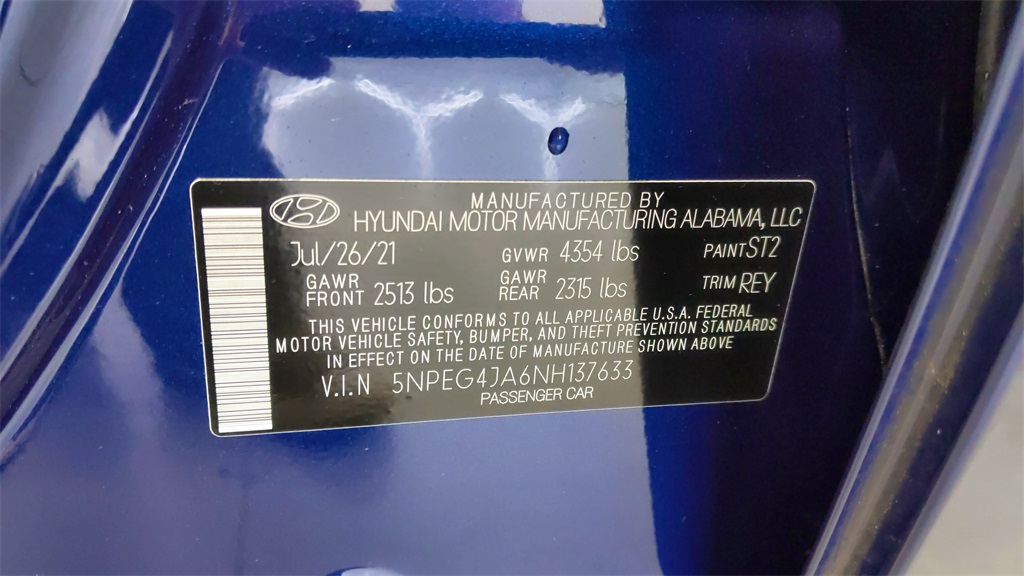 MANUFACTURED BY
HYUNDAI MOTOR MANUFACTURING ALABAMA, LLC
Jul/26/21 GVWR 4354 lbs PAINT ST2
GAWR FRONT 2513 lbs GAWR REAR 2315 lbs TRIM REY
THIS VEHICLE CONFORMS TO ALL APPLICABLE U.S.A. FEDERAL
MOTOR VEHICLE SAFETY, BUMPER, AND THEFT PREVENTION STANDARDS
IN EFFECT ON THE DATE OF MANUFACTURE SHOWN ABOVE
V.I.N 5NPEG4JA6NH137633
PASSENGER CAR